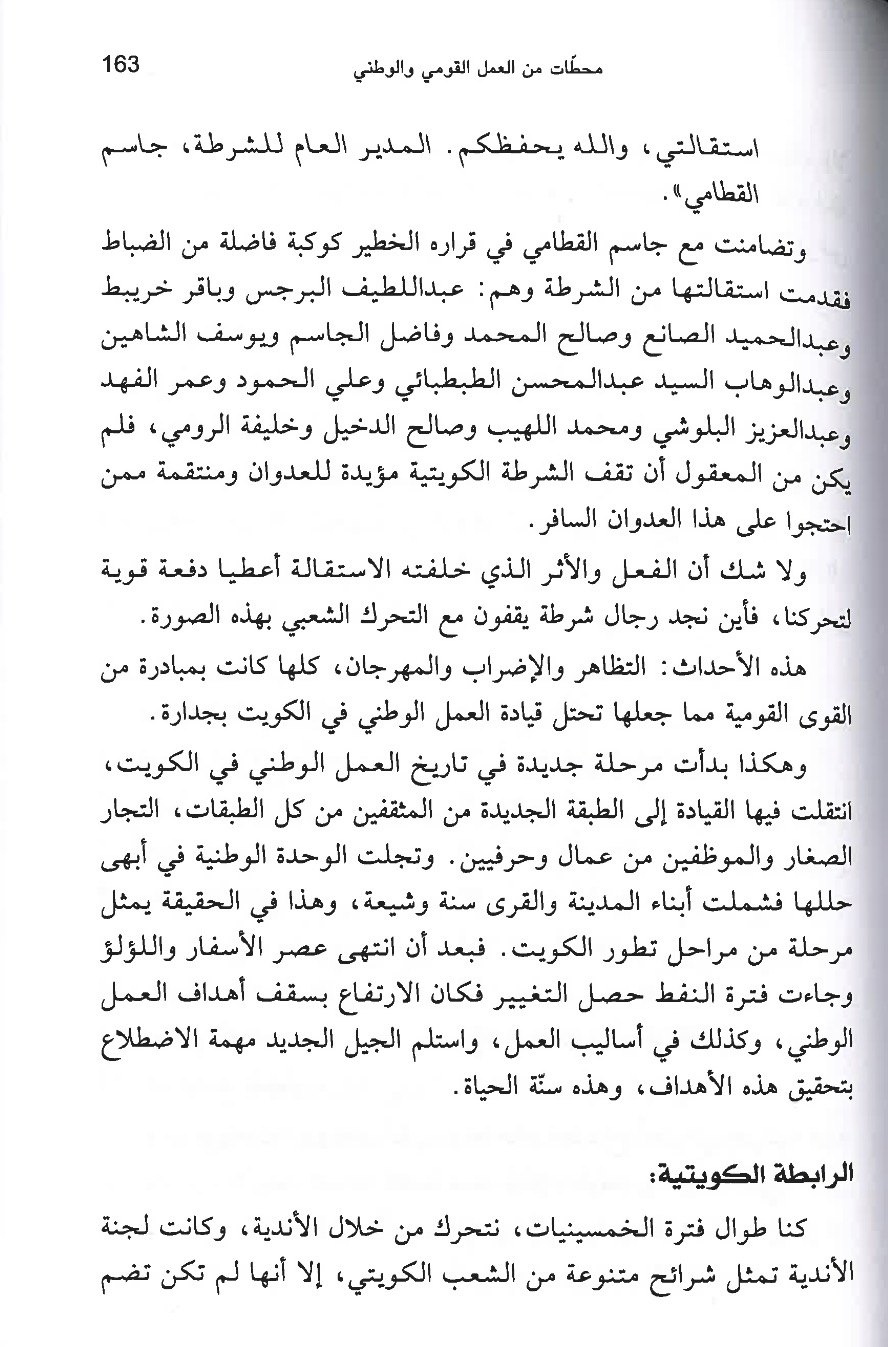 محطّات من العمل القومي والوطني 163
استقالتي، والله يحفظكم. المدير العام للشرطة، جاسم
القطامي».
وتضامنت مع جاسم القطامي في قراره الخطير كوكبة فاضلة من الضباط
فقدمت استقالتها من الشرطة وهم: عبداللطيف البرجس وباقر خريبط
وعبدالحميد الصانع وصالح المحمد وفاضل الجاسم ويوسف الشاهين
وعبدالوهاب السيد عبدالمحسن الطبطبائي وعلي الحمود وعمر الفهد
وعبدالعزيز البلوشي ومحمد اللهيب وصالح الدخيل وخليفة الرومي، فلم
يكن من المعقول أن تقف الشرطة الكويتية مؤيدة للعدوان ومنتقمة ممن
احتجوا على هذا العدوان السافر.
ولا شك أن الفعل والأثر الذي خلفته الاستقالة أعطيا دفعة قوية
لتحركنا، فأين نجد رجال شرطة يقفون مع التحرك الشعبي بهذه الصورة.
هذه الأحداث: التظاهر والإضراب والمهرجان، كلها كانت بمبادرة من
القوى القومية مما جعلها تحتل قيادة العمل الوطني في الكويت بجدارة.
وهكذا بدأت مرحلة جديدة في تاريخ العمل الوطني في الكويت،
انتقلت فيها القيادة إلى الطبقة الجديدة من المثقفين من كل الطبقات، التجار
الصغار والموظفين من عمال وحرفيين. وتجلت الوحدة الوطنية في أبهى
حللها فشملت أبناء المدينة والقرى سنة وشيعة، وهذا في الحقيقة يمثل
مرحلة من مراحل تطور الكويت. فبعد أن انتهى عصر الأسفار واللؤلؤ
وجاءت فترة النفط حصل التغيير فكان الارتفاع بسقف أهداف العمل
الوطني، وكذلك في أساليب العمل، واستلم الجيل الجديد مهمة الاضطلاع
بتحقيق هذه الأهداف، وهذه سنّة الحياة.
الرابطة الكويتية:
كنا طوال فترة الخمسينيات، نتحرك من خلال الأندية، وكانت لجنة
الأندية تمثل شرائح متنوعة من الشعب الكويتي، إلا أنها لم تكن تضم